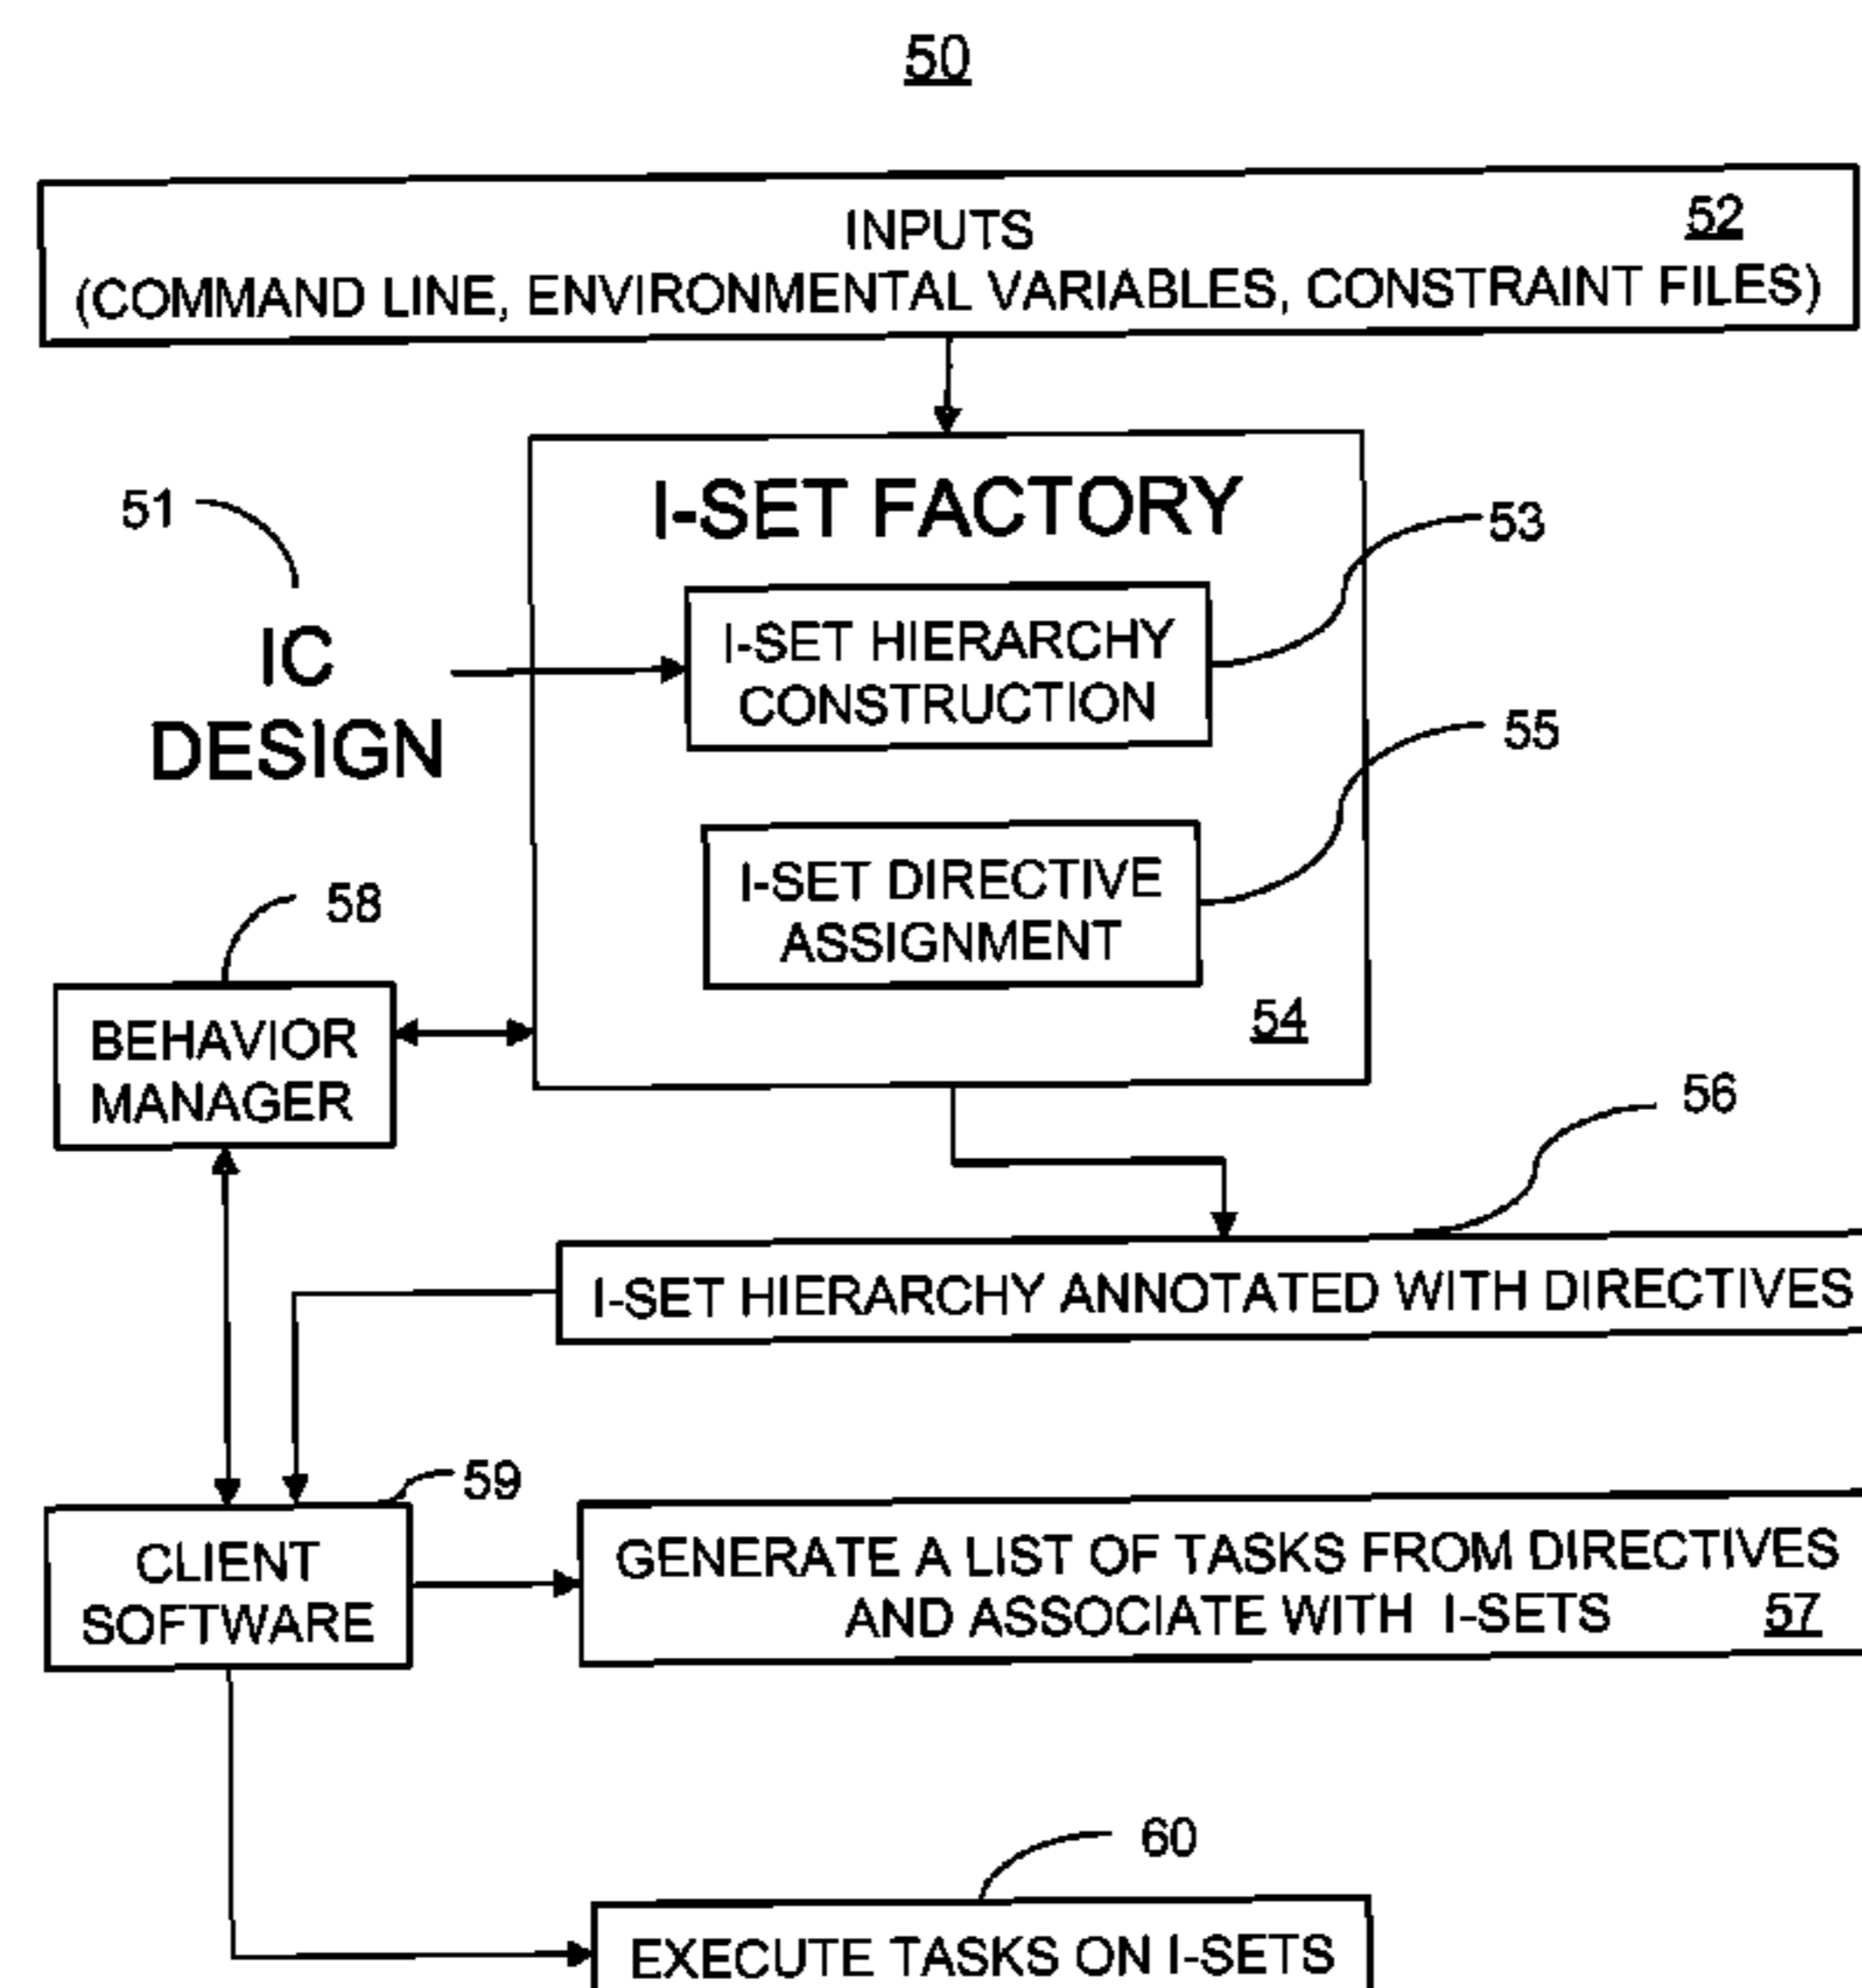 50
INPUTS
52
(COMMAND LINE, ENVIRONMENTAL VARIABLES, CONSTRAINT FILES)
I-SET FACTORY
51
53
IC
DESIGN
I-SET HIERARCHY
CONSTRUCTION
55
I-SET DIRECTIVE
ASSIGNMENT
58
54
BEHAVIOR
MANAGER
56
I-SET HIERARCHY ANNOTATED WITH DIRECTIVES
59
CLIENT
SOFTWARE
GENERATE A LIST OF TASKS FROM DIRECTIVES
AND ASSOCIATE WITH I-SETS
57
60
EXECUTE TASKS ON I-SETS